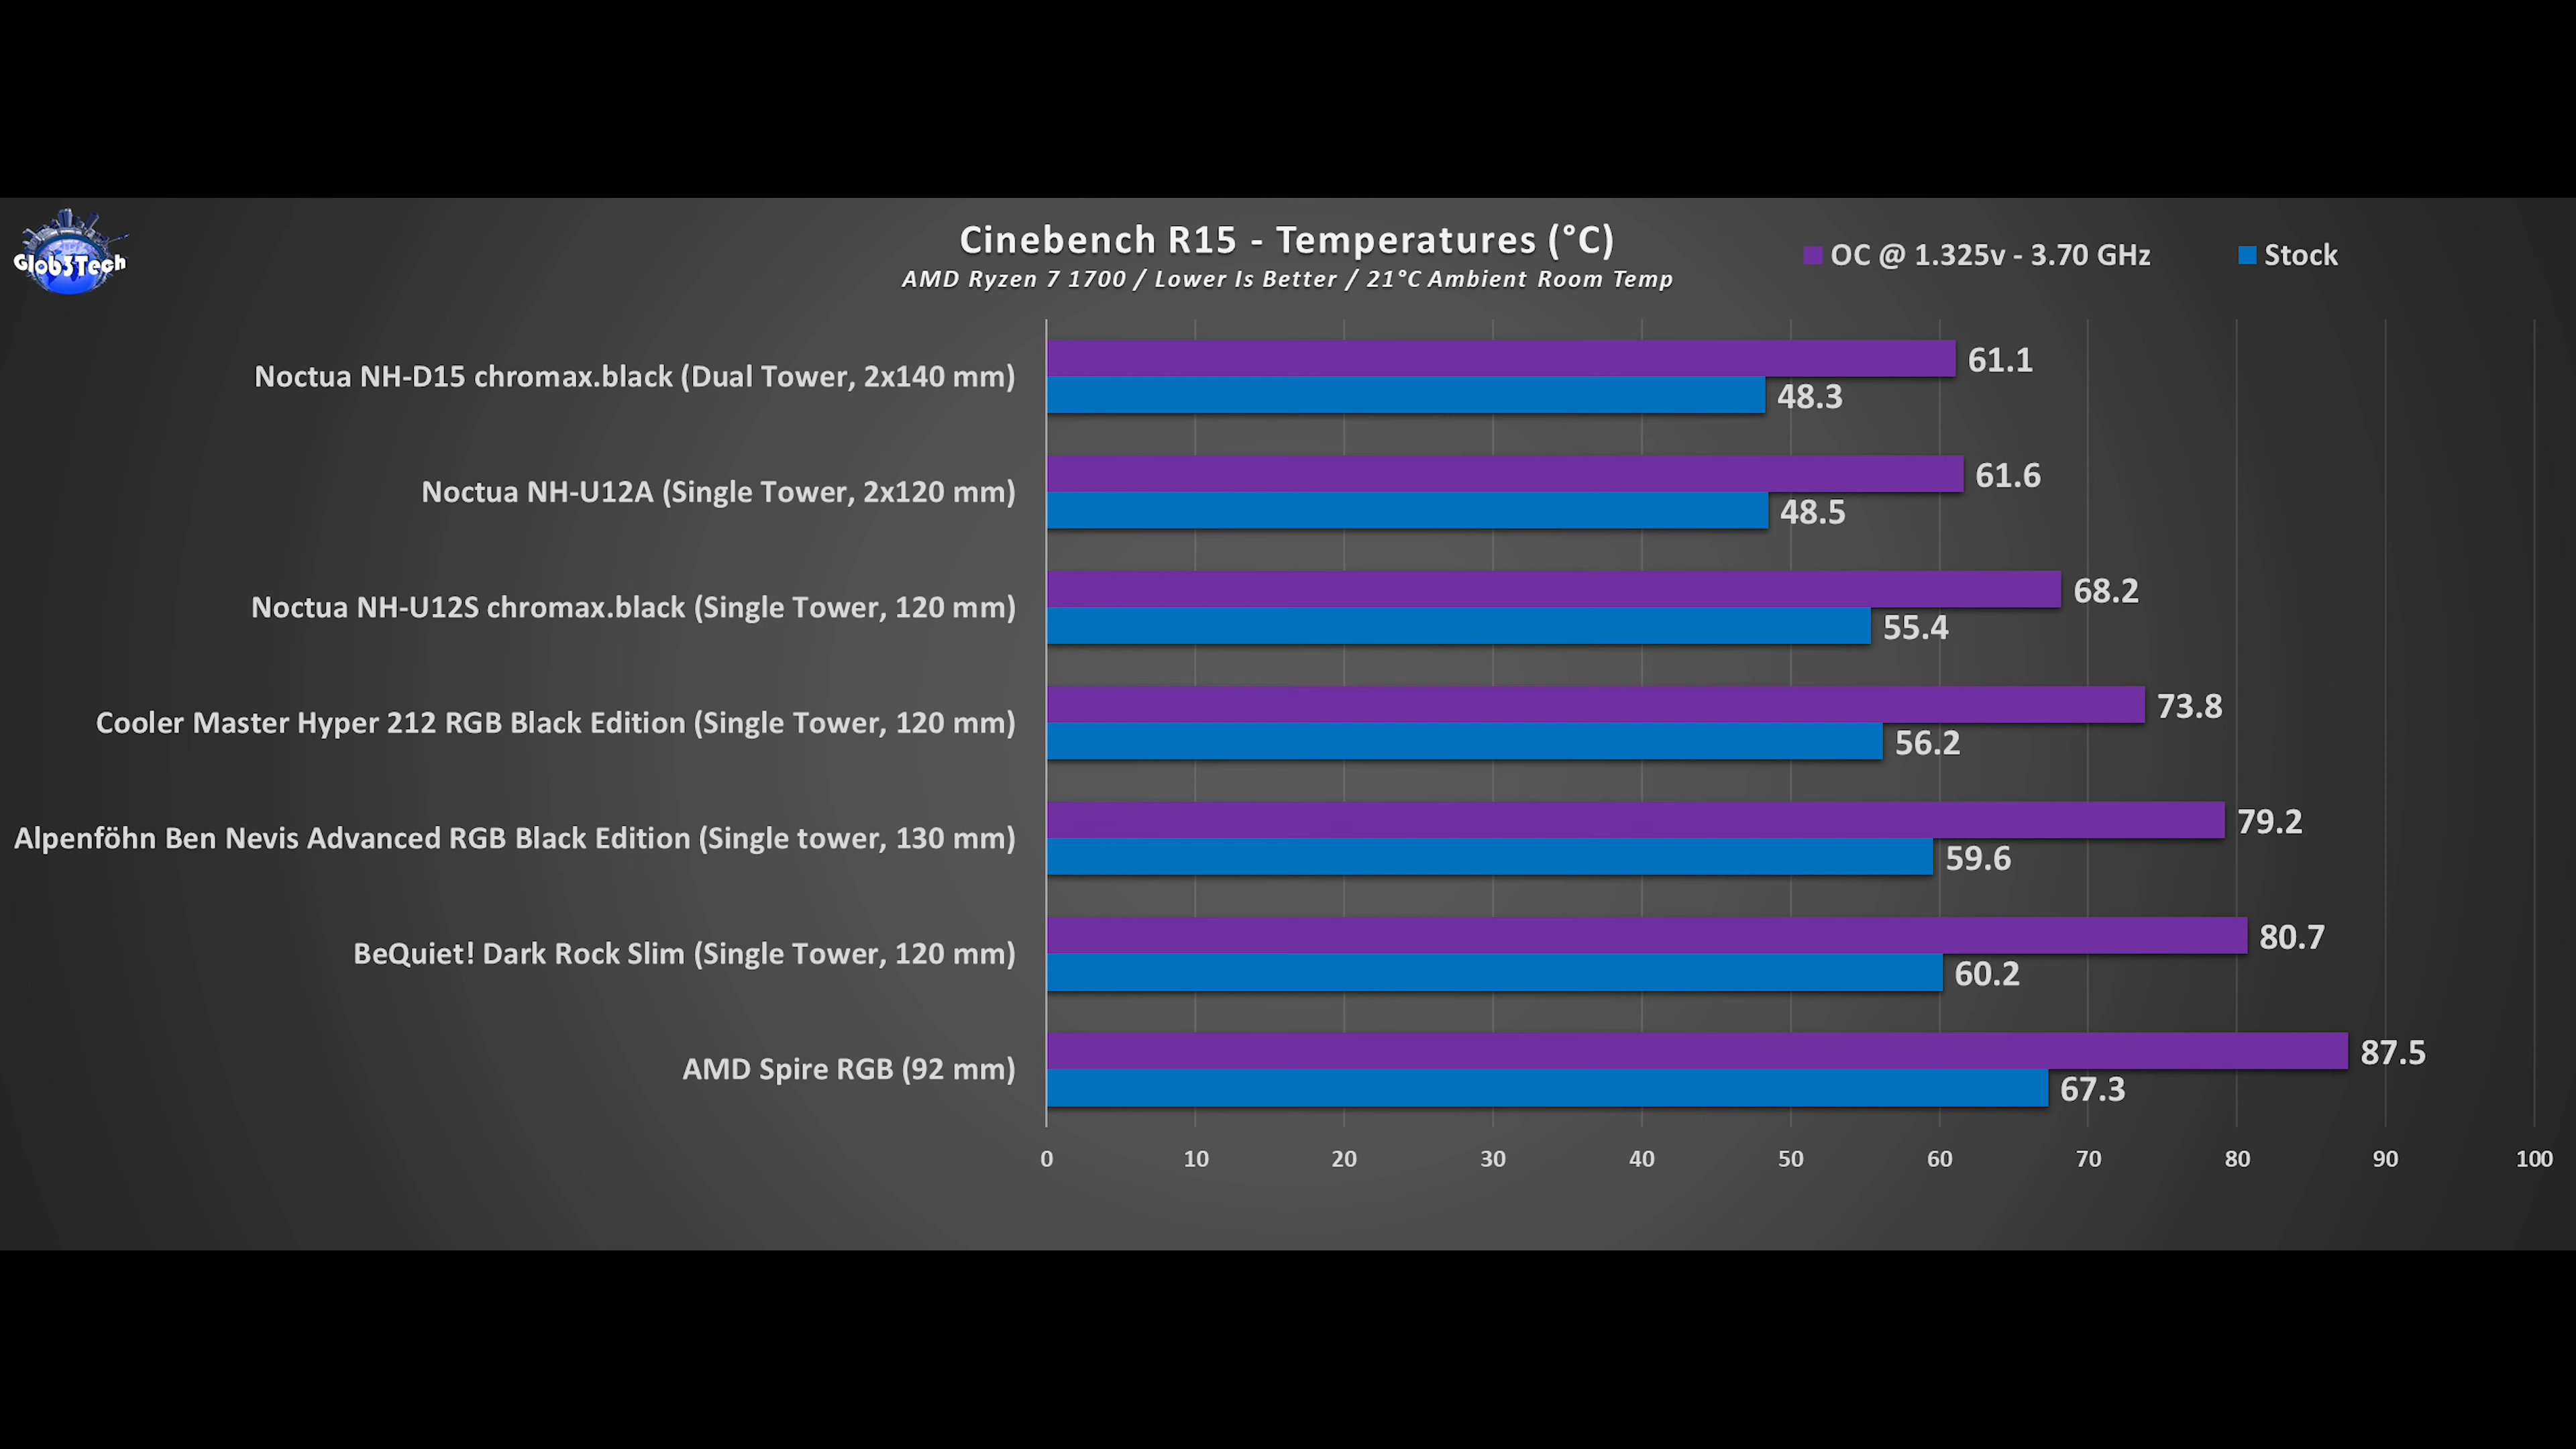 Glob3Tech
Cinebench R15 - Temperatures (°C)
AMD Ryzen 7 1700 / Lower Is Better / 21°C Ambient Room Temp
OC @ 1.325v - 3.70 GHz
Stock
Noctua NH-D15 chromax.black (Dual Tower, 2x140 mm)
61.1
48.3
Noctua NH-U12A (Single Tower, 2x120 mm)
61.6
48.5
Noctua NH-U12S chromax.black (Single Tower, 120 mm)
68.2
55.4
Cooler Master Hyper 212 RGB Black Edition (Single Tower, 120 mm)
73.8
56.2
Alpenföhn Ben Nevis Advanced RGB Black Edition (Single tower, 130 mm)
79.2
59.6
BeQuiet! Dark Rock Slim (Single Tower, 120 mm)
80.7
60.2
AMD Spire RGB (92 mm)
87.5
67.3
0 10 20 30 40 50 60 70 80 90 100